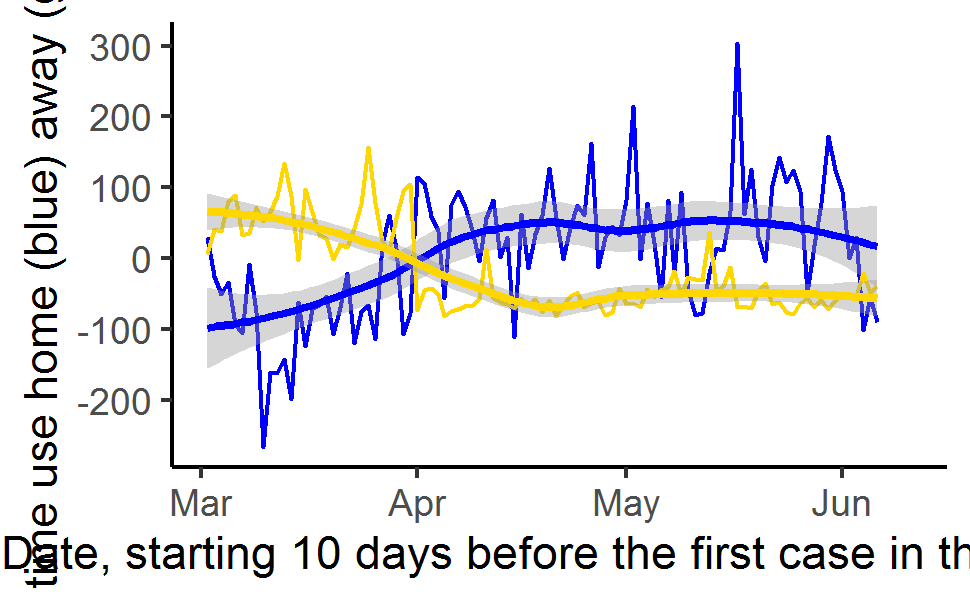 time use home (blue) away (
300
200
100
0
-100
-200
Mar Apr May Jun
Date, starting 10 days before the first case in th